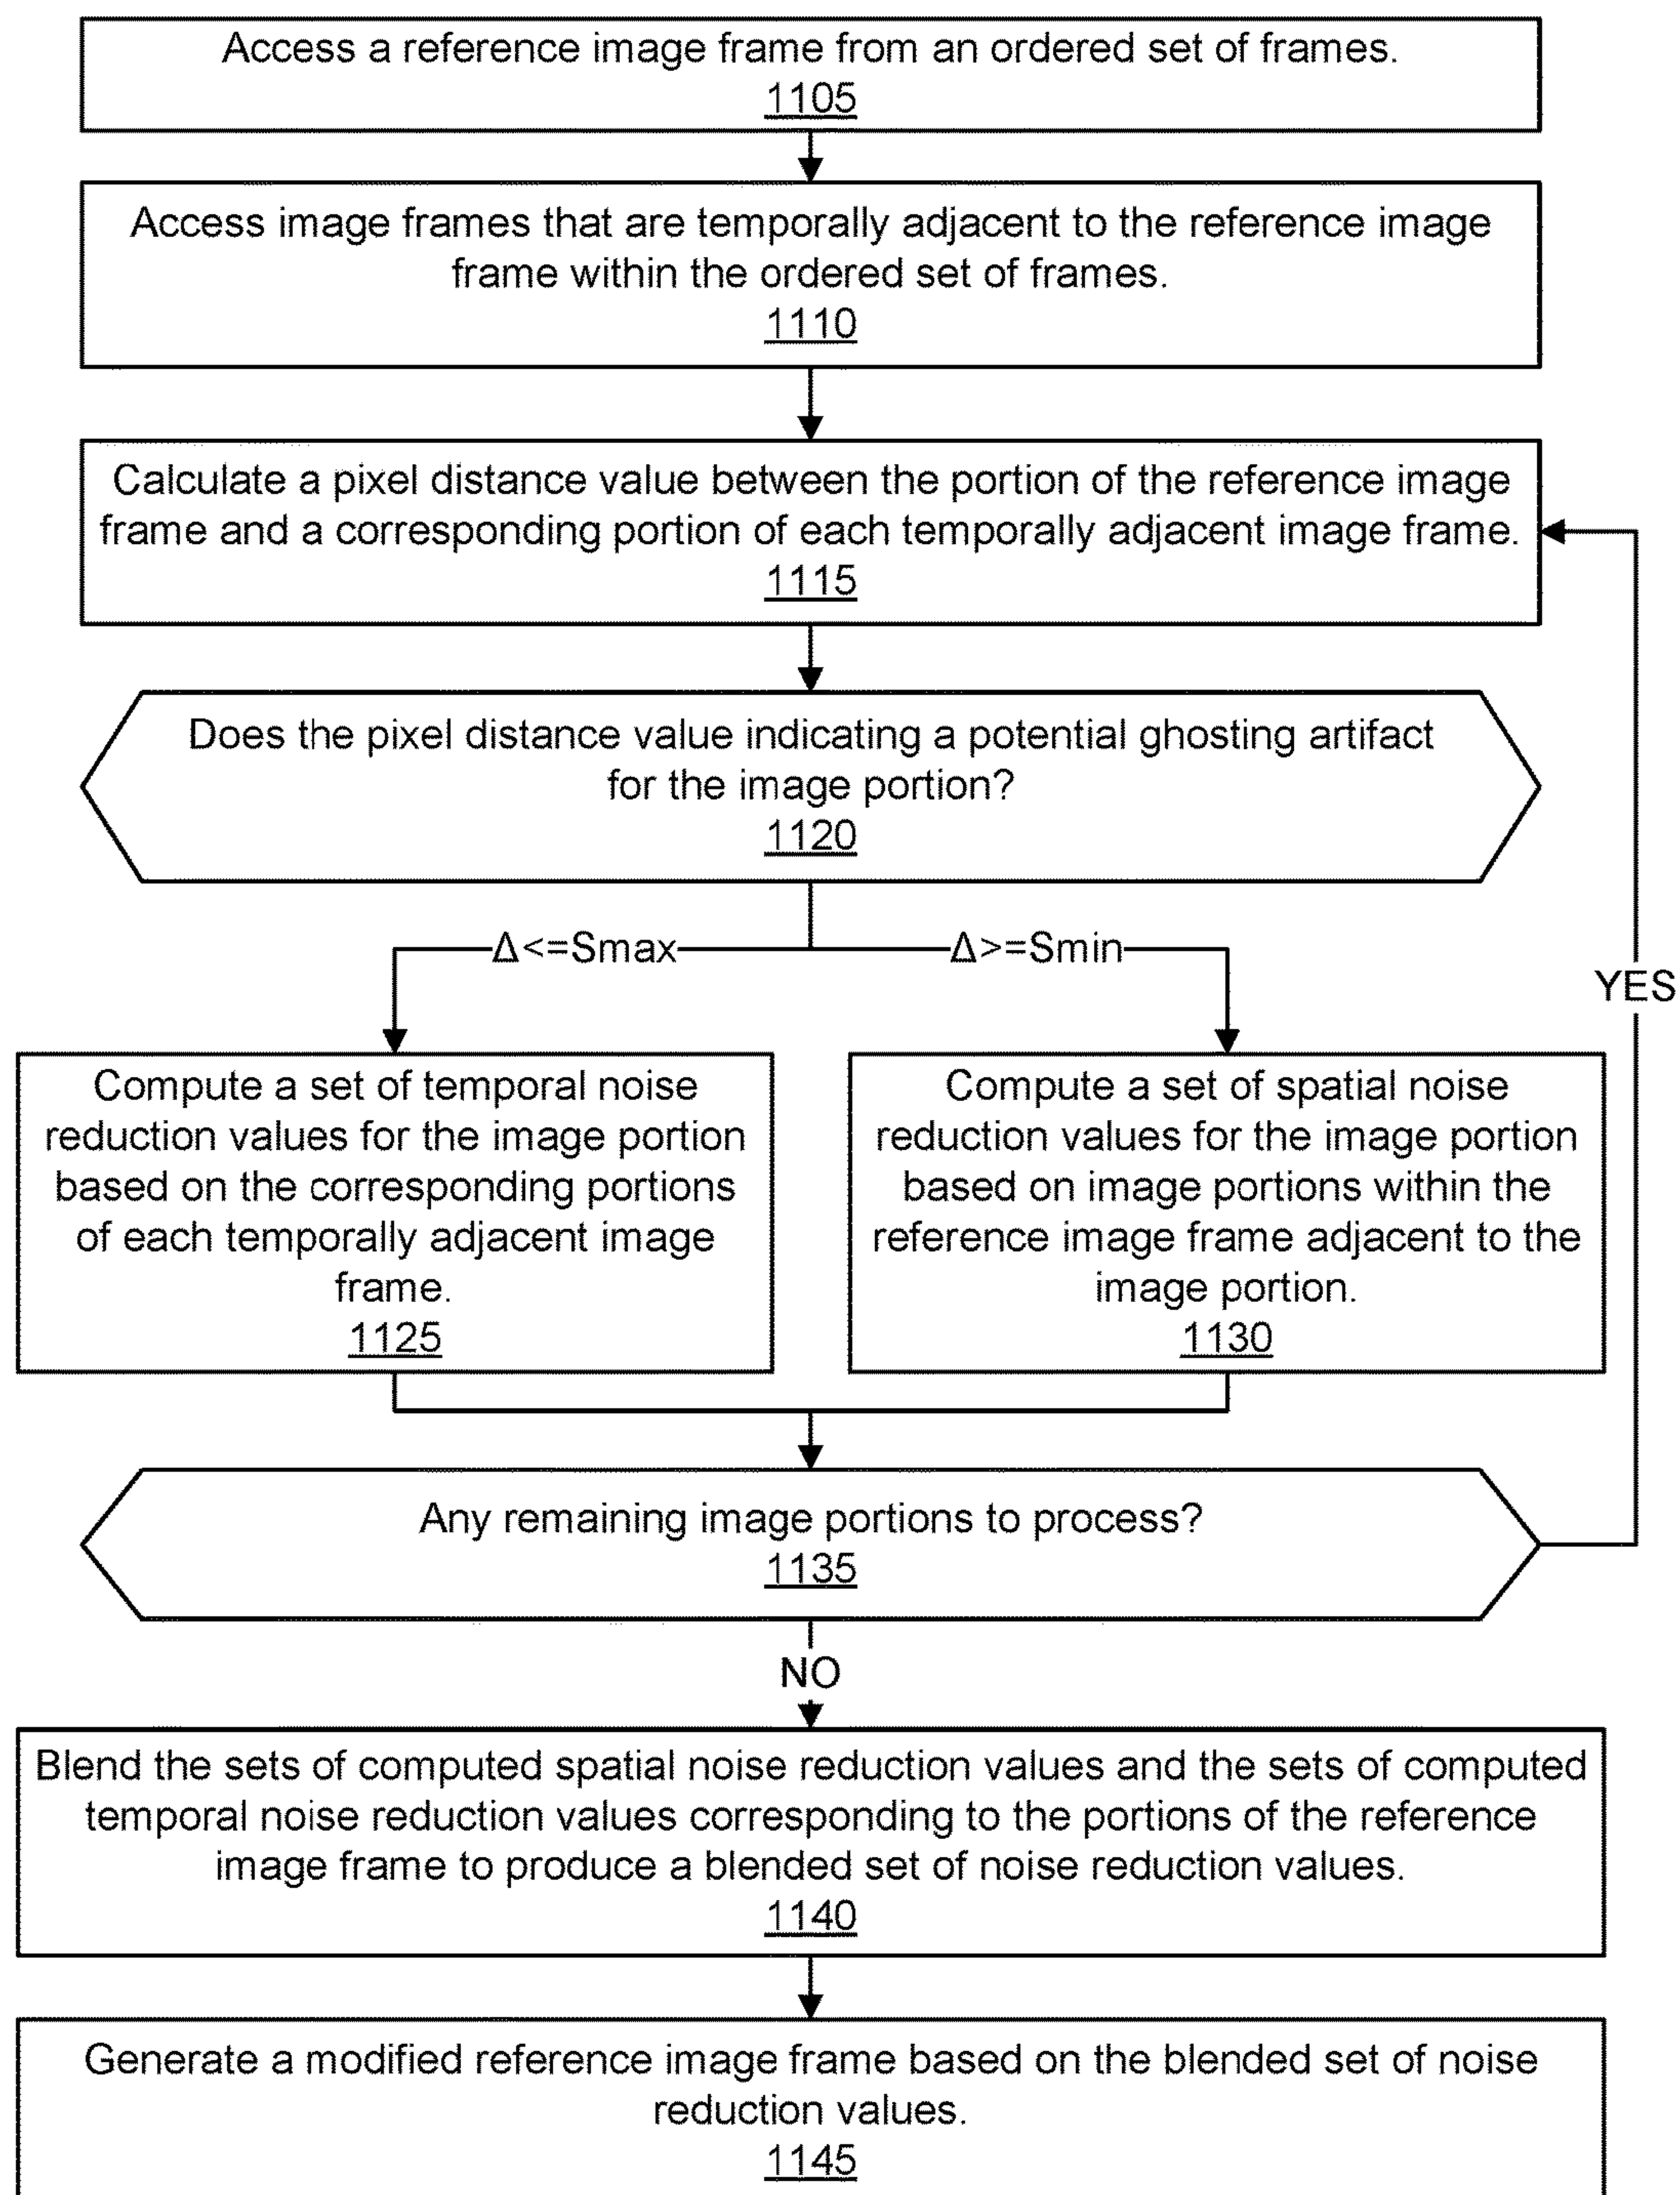 Access a reference image frame from an ordered set of frames.
1105
Access image frames that are temporally adjacent to the reference image
frame within the ordered set of frames.
1110
Calculate a pixel distance value between the portion of the reference image
frame and a corresponding portion of each temporally adjacent image frame.
1115
Does the pixel distance value indicating a potential ghosting artifact
for the image portion?
1120
Δ<=Smax
Δ>=Smin
YES
Compute a set of temporal noise
reduction values for the image portion
based on the corresponding portions
of each temporally adjacent image
frame.
1125
Compute a set of spatial noise
reduction values for the image portion
based on image portions within the
reference image frame adjacent to the
image portion.
1130
Any remaining image portions to process?
1135
NO
Blend the sets of computed spatial noise reduction values and the sets of computed
temporal noise reduction values corresponding to the portions of the reference
image frame to produce a blended set of noise reduction values.
1140
Generate a modified reference image frame based on the blended set of noise
reduction values.
1145